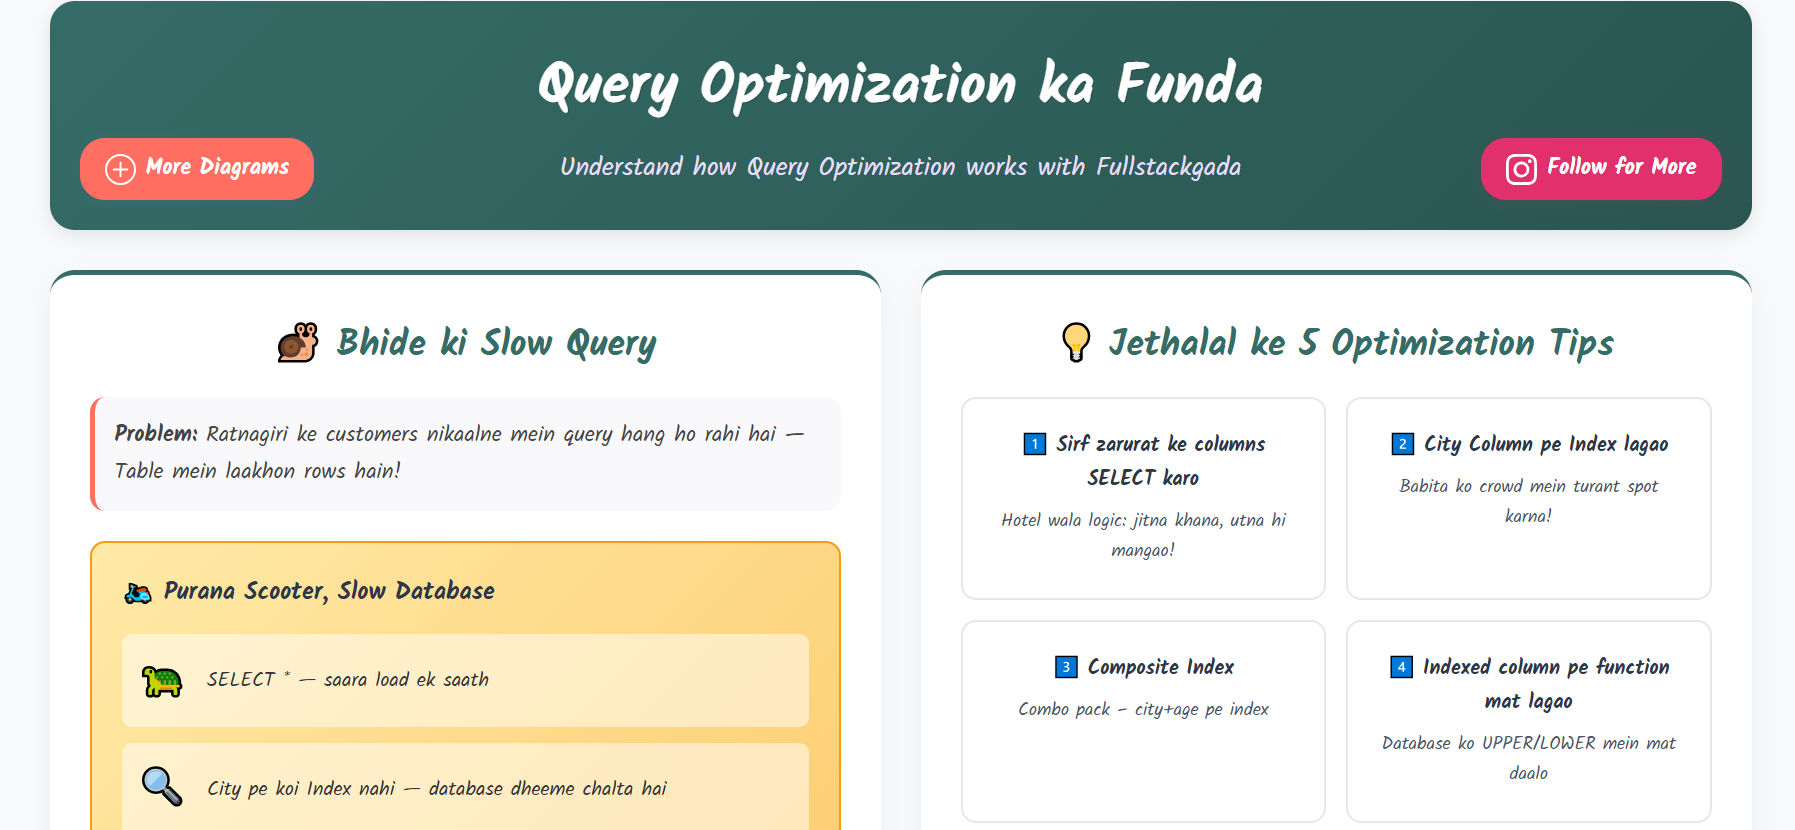 Query Optimization ka Funda
More Diagrams
Understand how Query Optimization works with Fullstackgada
Follow for More
Bhide ki Slow Query
Problem: Ratnagiri ke customers nikaalne mein query hang ho rahi hai —
Table mein laakhon rows hain!
Purana Scooter, Slow Database
SELECT * — saara load ek saath
City pe koi Index nahi — database dheeme chalta hai
Jethalal ke 5 Optimization Tips
1 Sirf zarurat ke columns
SELECT karo
Hotel wala logic: jitna khana, utna hi
mangao!
2 City Column pe Index lagao
Babita ko crowd mein turant spot
karna!
3 Composite Index
Combo pack – city+age pe index
4 Indexed column pe function
mat lagao
Database ko UPPER/LOWER mein mat
daalo